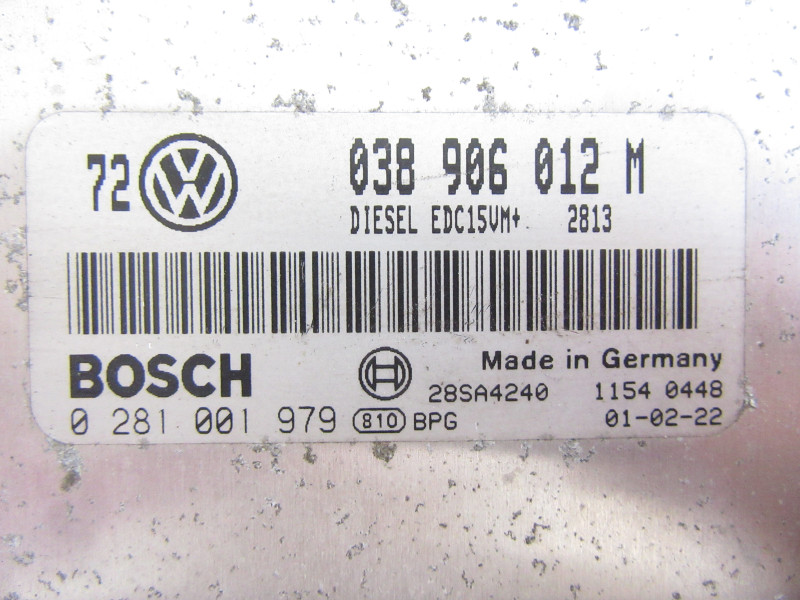 72 VW 038 906 012 M
DIESEL EDC15VM+ 2813
BOSCH Made in Germany
28SA4240 1154 0448
0 281 001 979 810 BPG 01-02-22